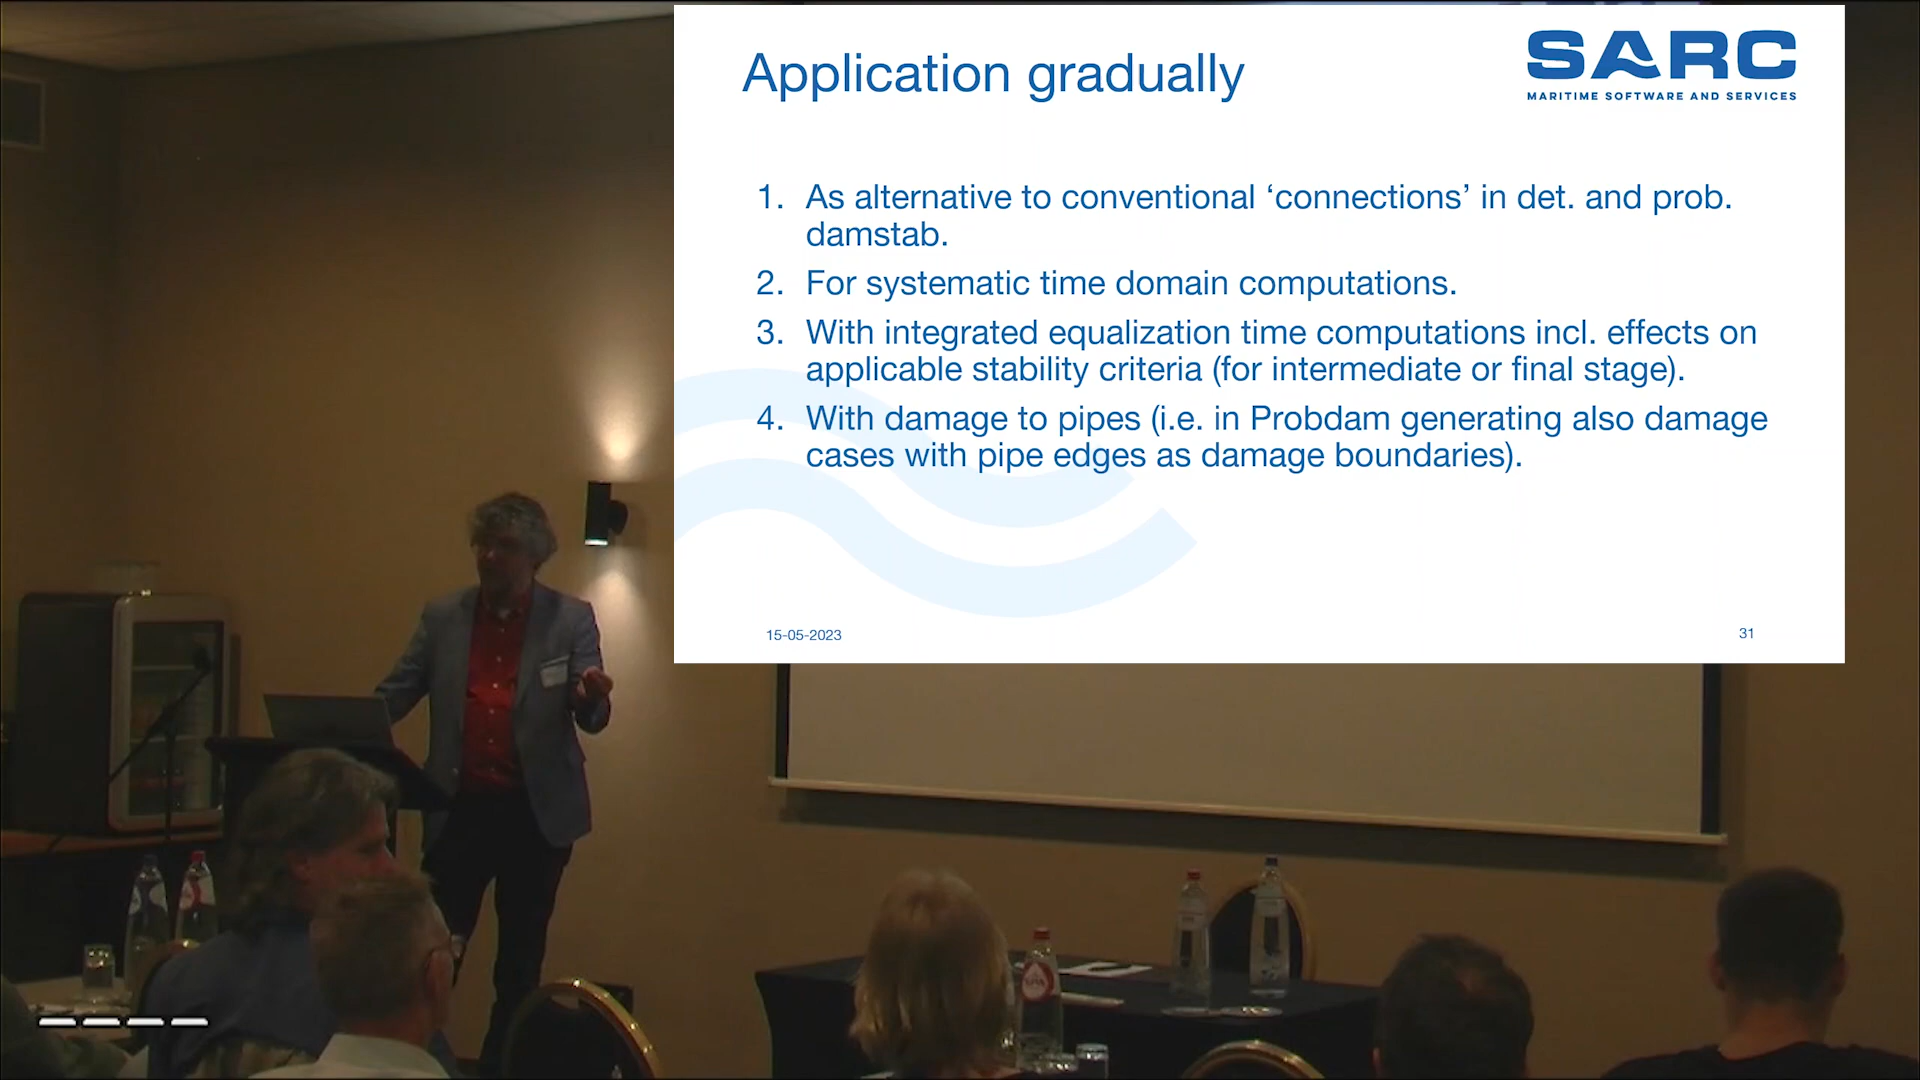 SARC
MARITIME SOFTWARE AND SERVICES
Application gradually
1. As alternative to conventional ‘connections’ in det. and prob.
damstab.
2. For systematic time domain computations.
3. With integrated equalization time computations incl. effects on
applicable stability criteria (for intermediate or final stage).
4. With damage to pipes (i.e. in Probdam generating also damage
cases with pipe edges as damage boundaries).
15-05-2023
31